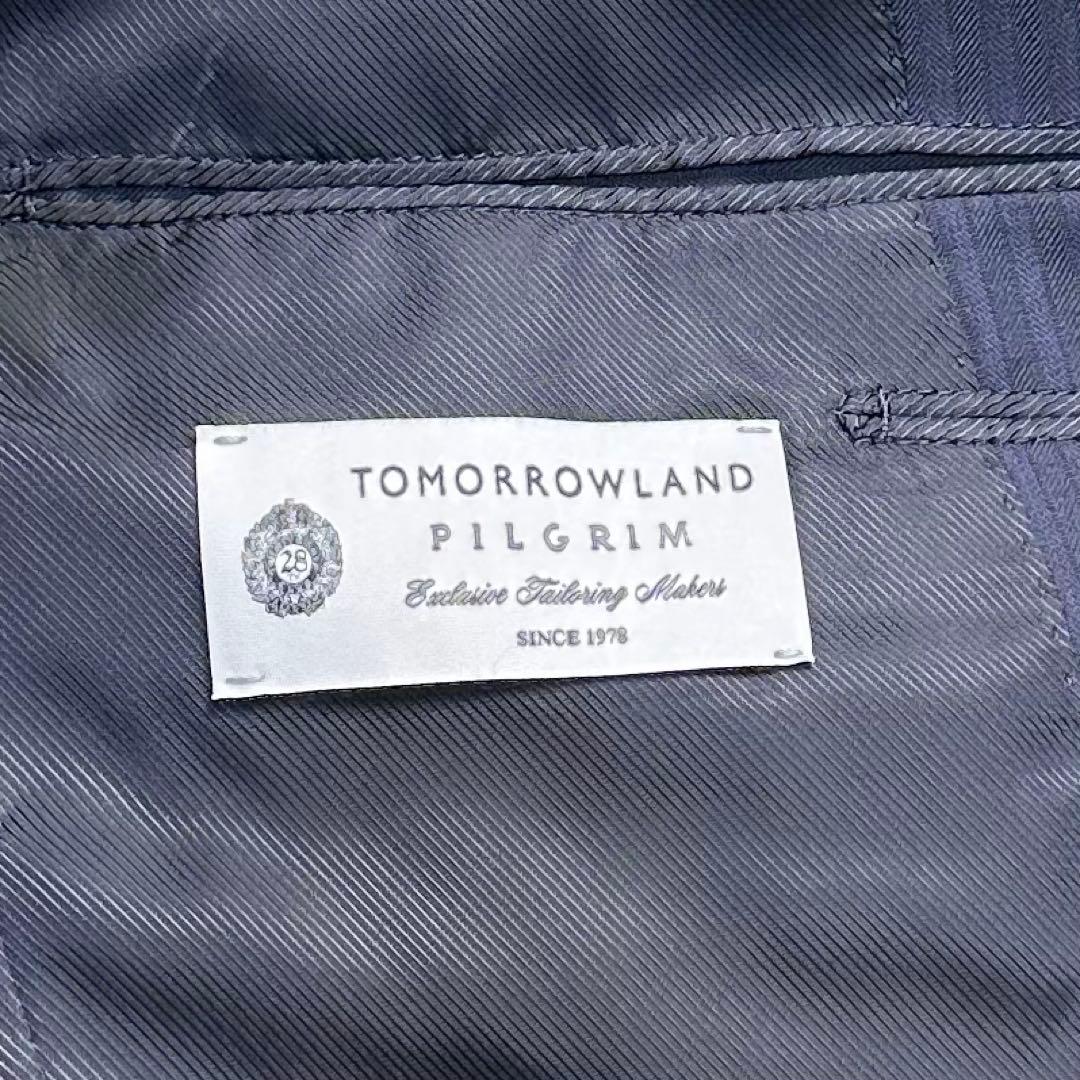 TOMORROWLAND
PILGRIM
28
Exclusive Tailoring Makers
SINCE 1978